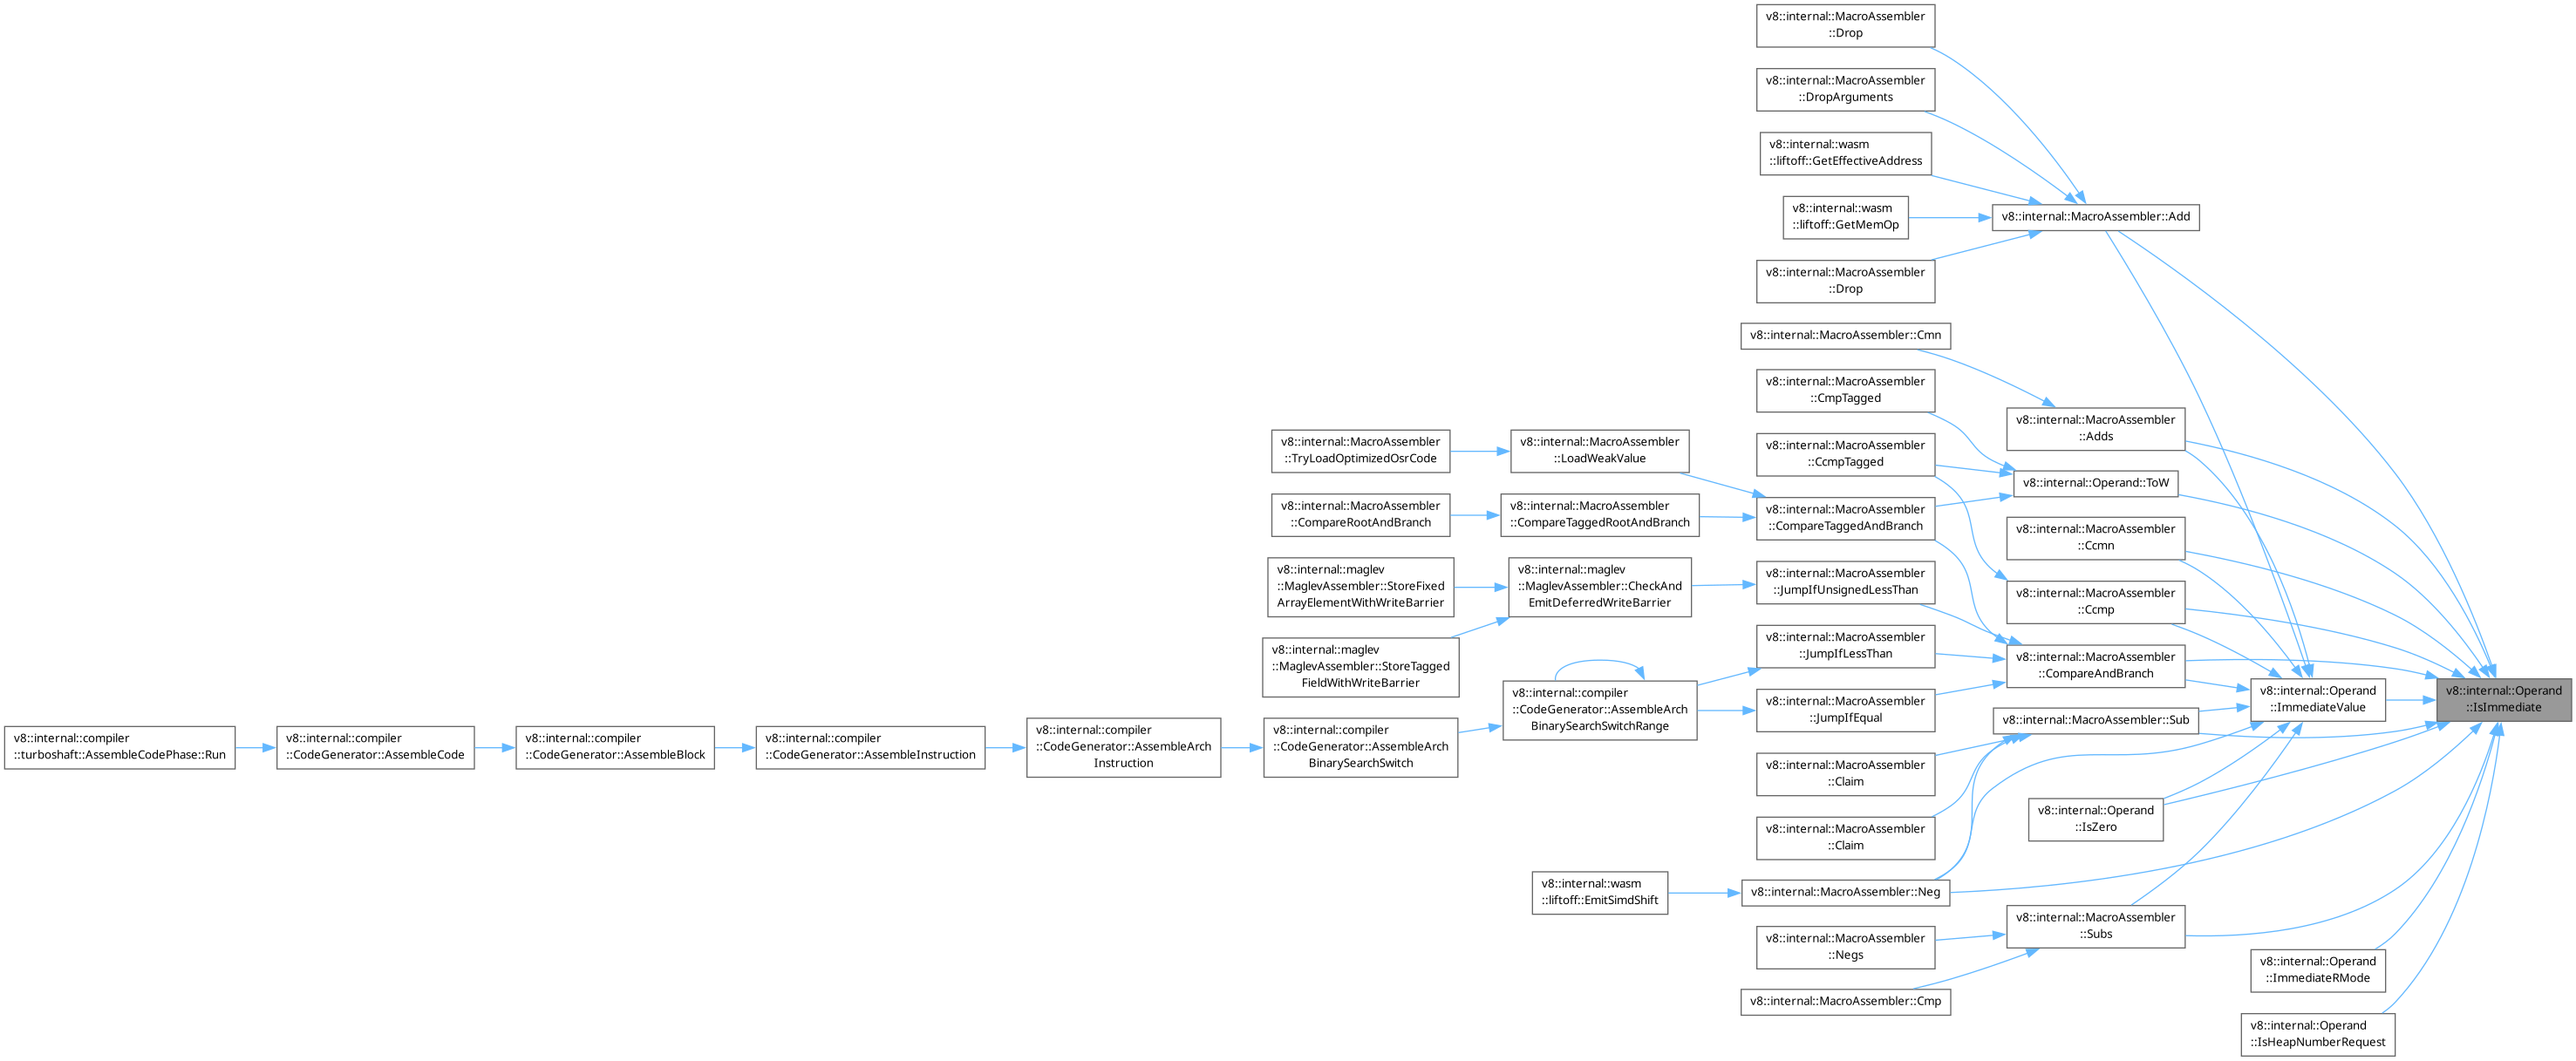 v8::internal::MacroAssembler
::Drop
v8::internal::MacroAssembler
::DropArguments
v8::internal::wasm
::liftoff::GetEffectiveAddress
v8::internal::wasm
::liftoff::GetMemOp
v8::internal::MacroAssembler::Add
v8::internal::MacroAssembler
::Drop
v8::internal::MacroAssembler::Cmn
v8::internal::MacroAssembler
::CmpTagged
v8::internal::MacroAssembler
::Adds
v8::internal::MacroAssembler
::TryLoadOptimizedOsrCode
v8::internal::MacroAssembler
::LoadWeakValue
v8::internal::MacroAssembler
::CcmpTagged
v8::internal::Operand::ToW
v8::internal::MacroAssembler
::CompareRootAndBranch
v8::internal::MacroAssembler
::CompareTaggedRootAndBranch
v8::internal::MacroAssembler
::CompareTaggedAndBranch
v8::internal::MacroAssembler
::Ccmn
v8::internal::maglev
::MaglevAssembler::StoreFixed
ArrayElementWithWriteBarrier
v8::internal::maglev
::MaglevAssembler::CheckAnd
EmitDeferredWriteBarrier
v8::internal::MacroAssembler
::JumpIfUnsignedLessThan
v8::internal::MacroAssembler
::Ccmp
v8::internal::maglev
::MaglevAssembler::StoreTagged
FieldWithWriteBarrier
v8::internal::MacroAssembler
::JumpIfLessThan
v8::internal::MacroAssembler
::CompareAndBranch
v8::internal::compiler
::CodeGenerator::AssembleArch
BinarySearchSwitchRange
v8::internal::MacroAssembler
::JumpIfEqual
v8::internal::MacroAssembler::Sub
v8::internal::Operand
::ImmediateValue
v8::internal::Operand
::IsImmediate
v8::internal::compiler
::turboshaft::AssembleCodePhase::Run
v8::internal::compiler
::CodeGenerator::AssembleCode
v8::internal::compiler
::CodeGenerator::AssembleBlock
v8::internal::compiler
::CodeGenerator::AssembleInstruction
v8::internal::compiler
::CodeGenerator::AssembleArch
Instruction
v8::internal::compiler
::CodeGenerator::AssembleArch
BinarySearchSwitch
v8::internal::MacroAssembler
::Claim
v8::internal::Operand
::IsZero
v8::internal::MacroAssembler
::Claim
v8::internal::wasm
::liftoff::EmitSimdShift
v8::internal::MacroAssembler::Neg
v8::internal::MacroAssembler
::Subs
v8::internal::MacroAssembler
::Negs
v8::internal::Operand
::ImmediateRMode
v8::internal::MacroAssembler::Cmp
v8::internal::Operand
::IsHeapNumberRequest